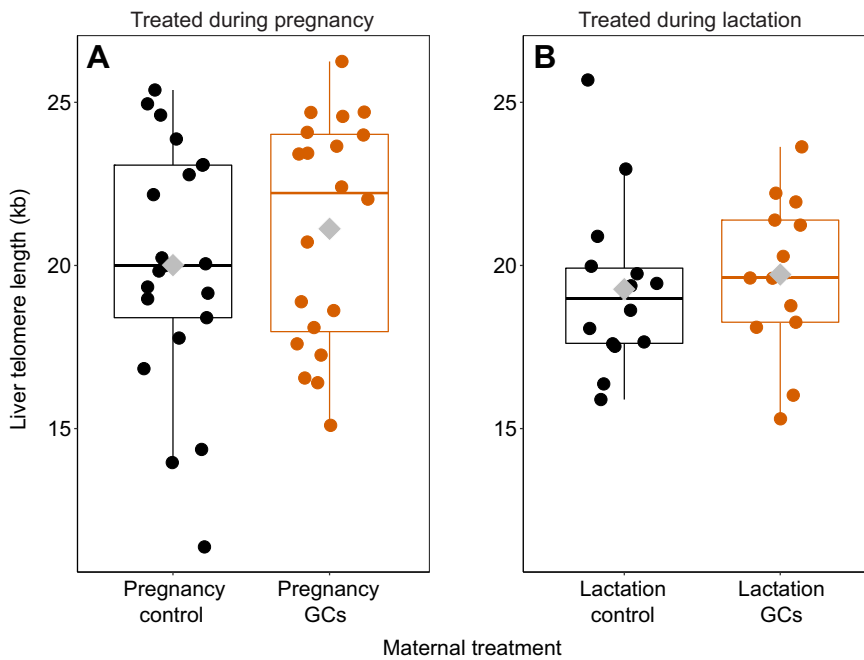 Treated during pregnancy
Treated during lactation
A
B
Liver telomere length (kb)
25
20
15
25
20
15
Pregnancy
control
Pregnancy
GCs
Lactation
control
Lactation
GCs
Maternal treatment